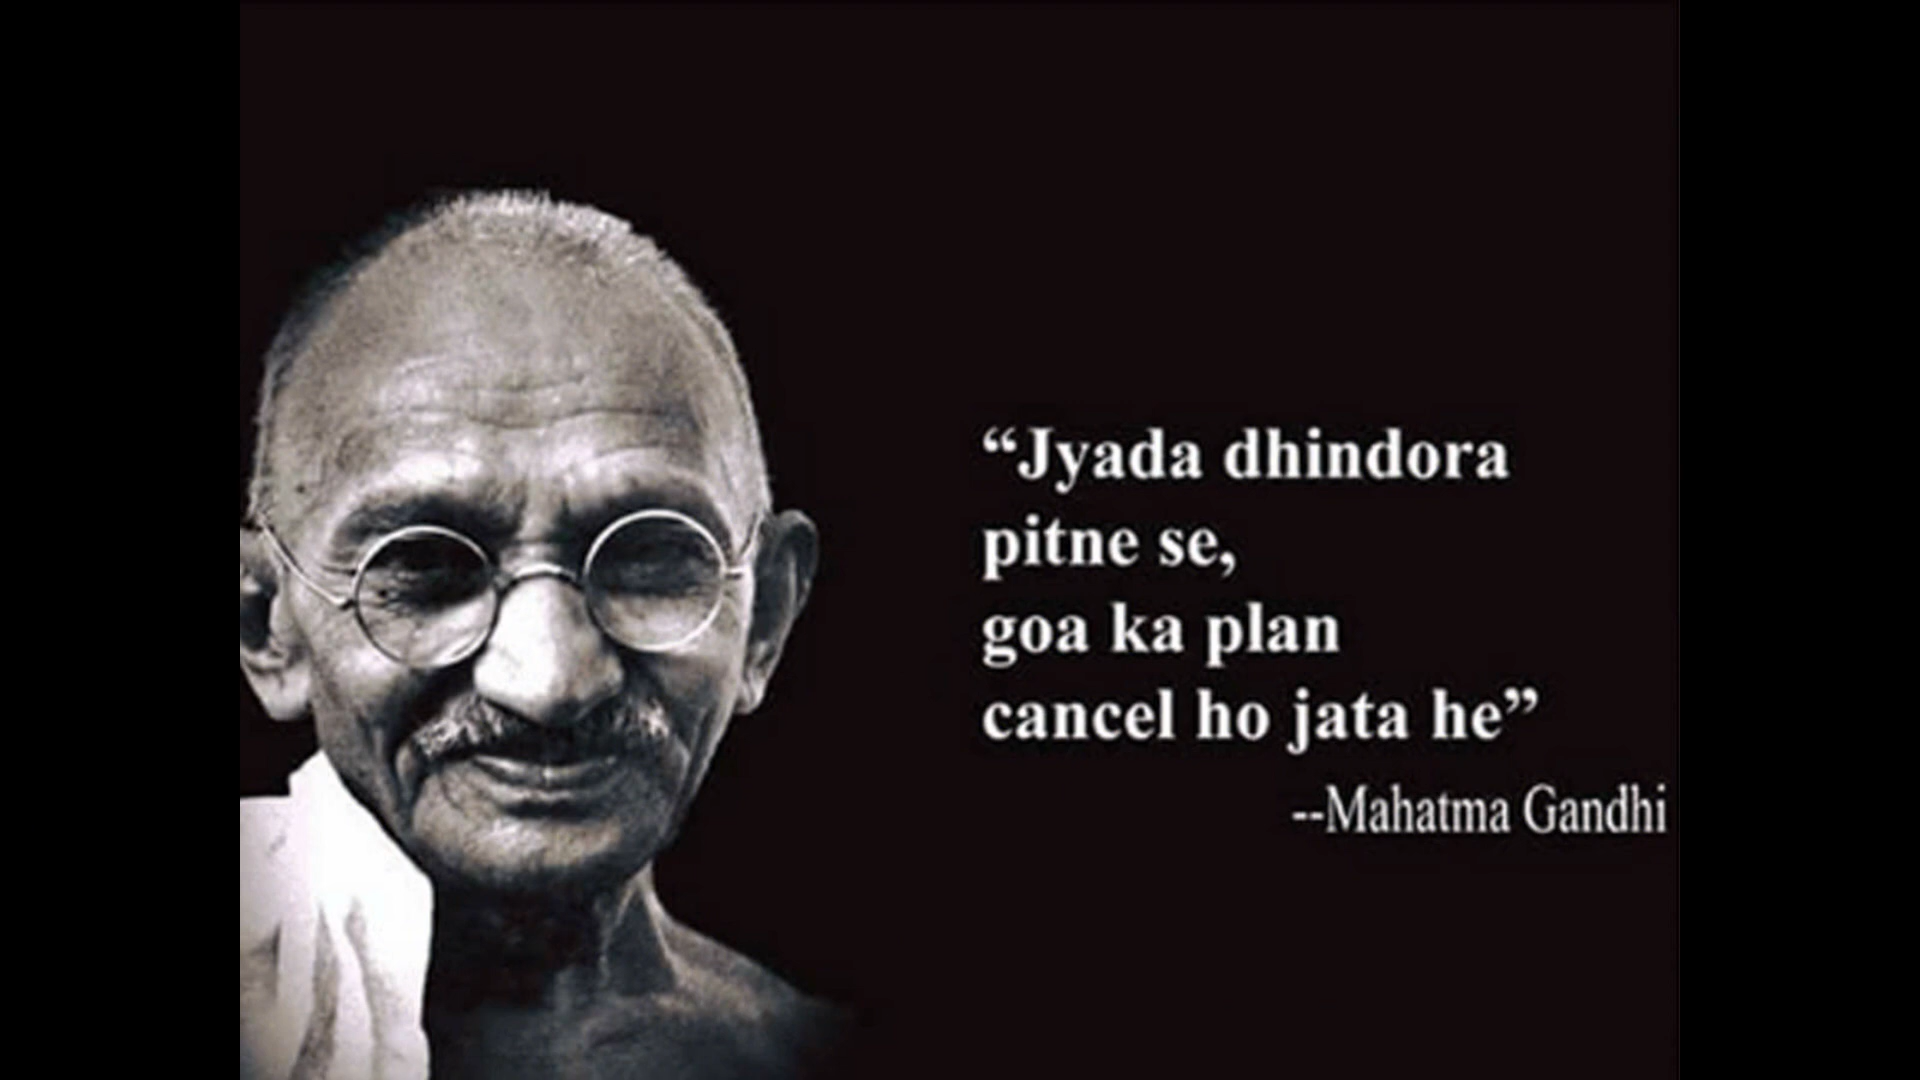 “Jyada dhindora
pitne se,
goa ka plan
cancel ho jata he”
--Mahatma Gandhi